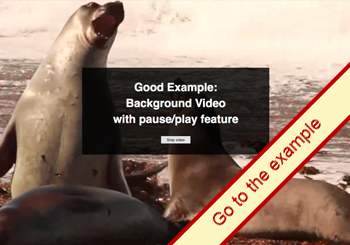 Good Example:
Background Video
with pause/play feature
Stop video
Go to the example